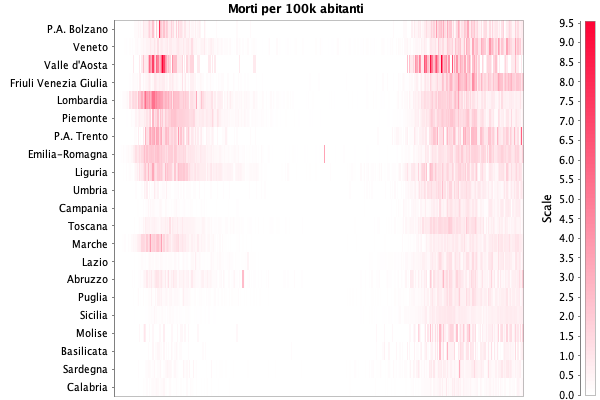 Morti per 100k abitanti
P.A. Bolzano
Veneto
Valle d'Aosta
Friuli Venezia Giulia
Lombardia
Piemonte
P.A. Trento
Emilia-Romagna
Liguria
Umbria
Campania
Toscana
Marche
Lazio
Abruzzo
Puglia
Sicilia
Molise
Basilicata
Sardegna
Calabria
Scale
9.5
9.0
8.5
8.0
7.5
7.0
6.5
6.0
5.5
5.0
4.5
4.0
3.5
3.0
2.5
2.0
1.5
1.0
0.5
0.0